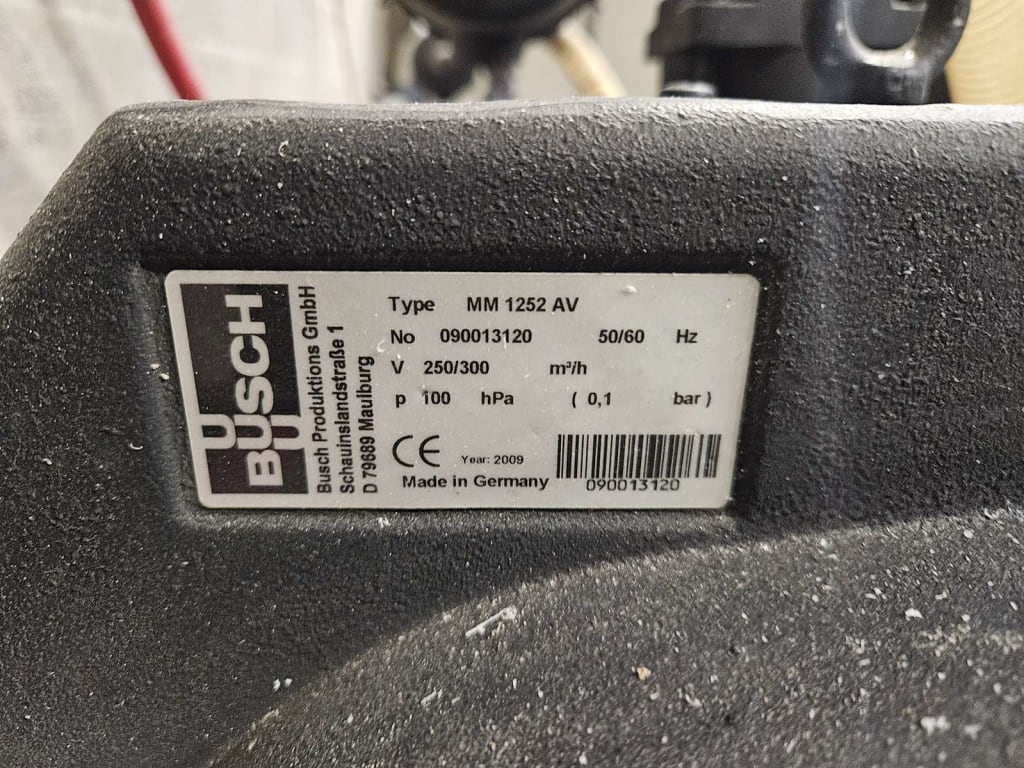 BUSCH
Busch Produktions GmbH
Schauinslandstraße 1
D 79689 Maulburg
Type MM 1252 AV
No 090013120 50/60 Hz
V 250/300 m³/h
p 100 hPa ( 0,1 bar )
CE Year: 2009
Made in Germany
090013120